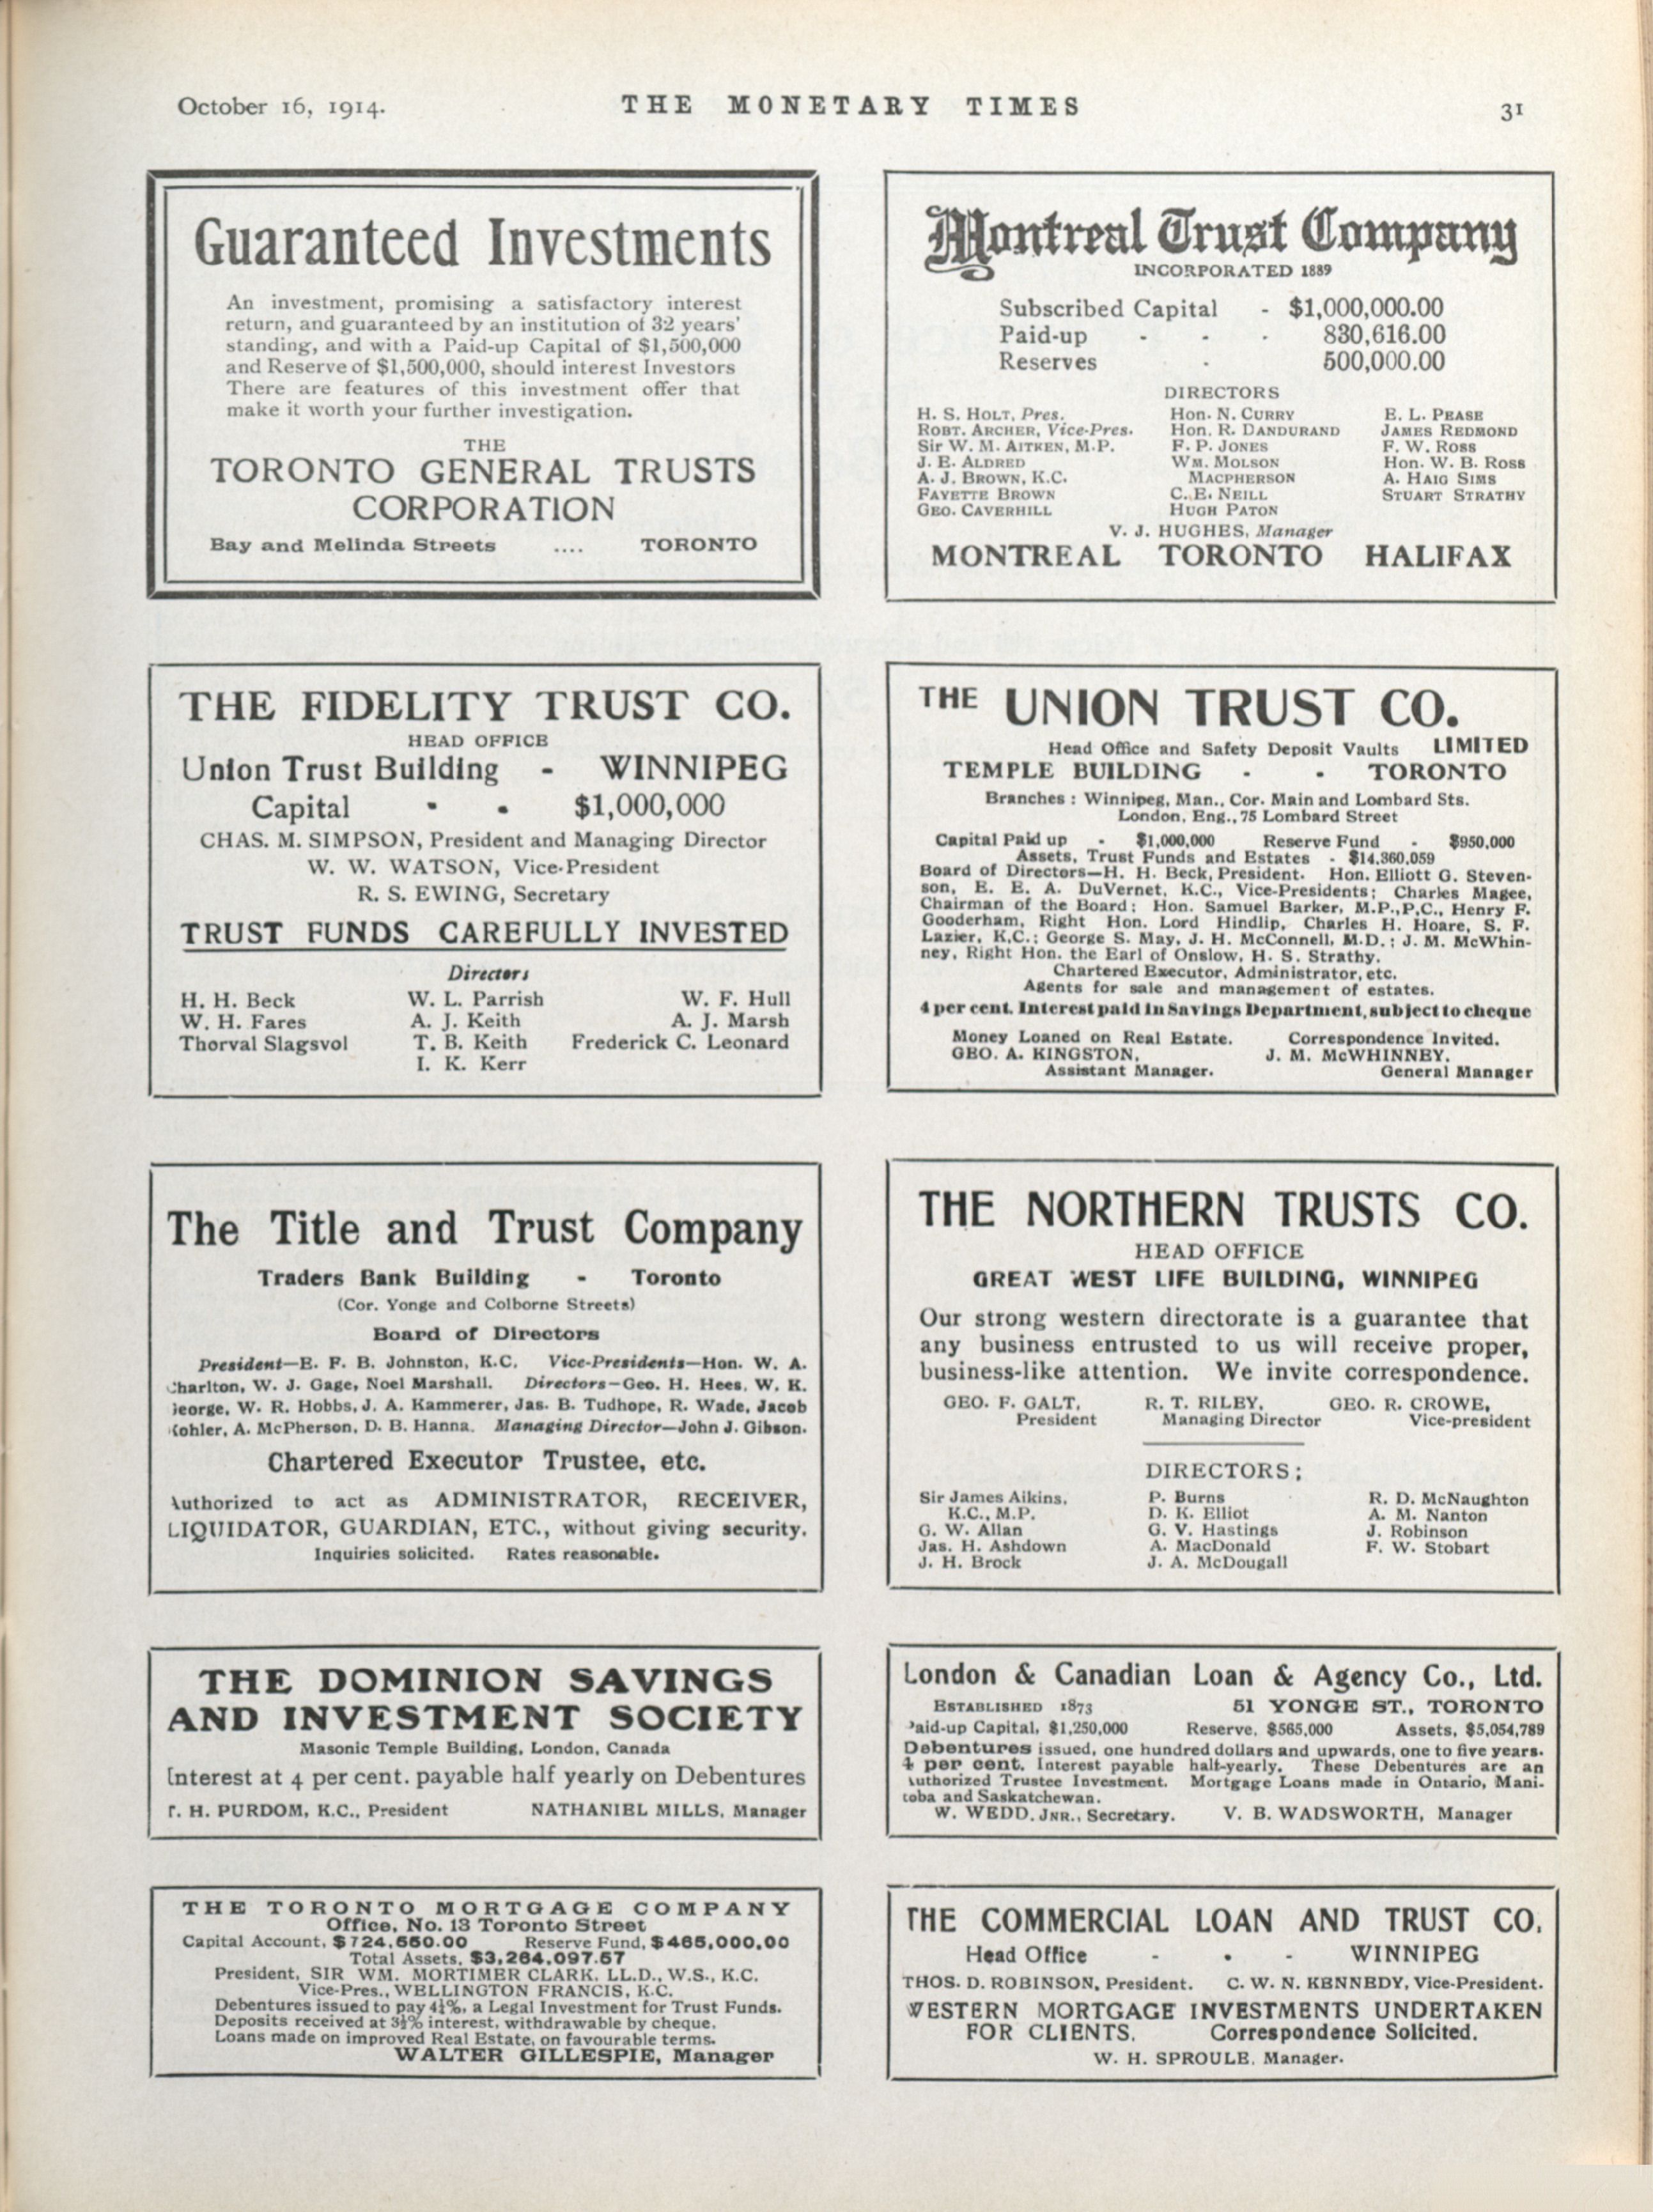 October 16, 1914.
THE MONETARY TIMES
31
Guaranteed Investments
An investment, promising a satisfactory interest
return, and guaranteed by an institution of 32 years'
standing, and with a Paid-up Capital of $1,500,000
and Reserve of $1,500,000, should interest Investors
There are features of this investment offer that
make it worth your further investigation.
THE
TORONTO GENERAL TRUSTS
CORPORATION
Bay and Melinda Streets .... TORONTO
Montreal Trust Company
INCORPORATED 1889
Subscribed Capital - $1,000,000.00
Paid-up - - - 830,616.00
Reserves - 500,000.00
DIRECTORS
H. S. HOLT, Pres. Hon. N. CURRY E. L. PEASE
ROBT. ARCHER, Vice-Pres. Hon. R. DANDURAND JAMES REDMOND
Sir W. M. AITKEN, M.P. F. P. JONES F. W. ROSS
J. E. ALDRED WM. MOLSON Hon. W. B. ROSS
A. J. BROWN, K.C. MACPHERSON A. HAIG SIMS
FAYETTE BROWN C. E. NEILL STUART STRATHY
GEO. CAVERHILL HUGH PATON
V. J. HUGHES, Manager
MONTREAL TORONTO HALIFAX
THE FIDELITY TRUST CO.
HEAD OFFICE
Union Trust Building - WINNIPEG
Capital - - $1,000,000
CHAS. M. SIMPSON, President and Managing Director
W. W. WATSON, Vice-President
R. S. EWING, Secretary
TRUST FUNDS CAREFULLY INVESTED
Directors
H. H. Beck W. L. Parrish W. F. Hull
W. H. Fares A. J. Keith A. J. Marsh
Thorval Slagsvol T. B. Keith Frederick C. Leonard
I. K. Kerr
THE UNION TRUST CO.
Head Office and Safety Deposit Vaults LIMITED
TEMPLE BUILDING - - TORONTO
Branches : Winnipeg, Man., Cor. Main and Lombard Sts.
London, Eng., 75 Lombard Street
Capital Paid up - $1,000,000 Reserve Fund - $950,000
Assets, Trust Funds and Estates - $14,360,059
Board of Directors—H. H. Beck, President. Hon. Elliott G. Steven-
son, E. E. A. DuVernet, K.C., Vice-Presidents; Charles Magee,
Chairman of the Board; Hon. Samuel Barker, M.P.,P.C., Henry F.
Gooderham, Right Hon. Lord Hindlip, Charles H. Hoare, S. F.
Lazier, K.C.; George S. May, J. H. McConnell, M.D.; J. M. McWhin-
ney, Right Hon. the Earl of Onslow, H. S. Strathy.
Chartered Executor, Administrator, etc.
Agents for sale and management of estates.
4 per cent. Interest paid in Savings Department, subject to cheque
Money Loaned on Real Estate. Correspondence Invited.
GEO. A. KINGSTON, J. M. McWHINNEY,
Assistant Manager. General Manager
The Title and Trust Company
Traders Bank Building - Toronto
(Cor. Yonge and Colborne Streets)
Board of Directors
President—E. F. B. Johnston, K.C. Vice-Presidents—Hon. W. A.
Charlton, W. J. Gage, Noel Marshall. Directors—Geo. H. Hees, W. K.
George, W. R. Hobbs, J. A. Kammerer, Jas. B. Tudhope, R. Wade, Jacob
Kohler, A. McPherson, D. B. Hanna. Managing Director—John J. Gibson.
Chartered Executor Trustee, etc.
Authorized to act as ADMINISTRATOR, RECEIVER,
LIQUIDATOR, GUARDIAN, ETC., without giving security.
Inquiries solicited. Rates reasonable.
THE NORTHERN TRUSTS CO.
HEAD OFFICE
GREAT WEST LIFE BUILDING, WINNIPEG
Our strong western directorate is a guarantee that
any business entrusted to us will receive proper,
business-like attention. We invite correspondence.
GEO. F. GALT, R. T. RILEY, GEO. R. CROWE,
President Managing Director Vice-president
DIRECTORS:
Sir James Aikins, P. Burns R. D. McNaughton
K.C., M.P. D. K. Elliot A. M. Nanton
G. W. Allan G. V. Hastings J. Robinson
Jas. H. Ashdown A. MacDonald F. W. Stobart
J. H. Brock J. A. McDougall
THE DOMINION SAVINGS
AND INVESTMENT SOCIETY
Masonic Temple Building, London, Canada
Interest at 4 per cent. payable half yearly on Debentures
T. H. PURDOM, K.C., President NATHANIEL MILLS, Manager
London & Canadian Loan & Agency Co., Ltd.
ESTABLISHED 1873 51 YONGE ST., TORONTO
Paid-up Capital, $1,250,000 Reserve, $565,000 Assets, $5,054,789
Debentures issued, one hundred dollars and upwards, one to five years.
4 per cent. Interest payable half-yearly. These Debentures are an
Authorized Trustee Investment. Mortgage Loans made in Ontario, Mani-
toba and Saskatchewan.
W. WEDD, JNR., Secretary. V. B. WADSWORTH, Manager
THE TORONTO MORTGAGE COMPANY
Office, No. 13 Toronto Street
Capital Account, $724,550.00 Reserve Fund, $465,000.00
Total Assets, $3,264,097.57
President, SIR WM. MORTIMER CLARK, LL.D., W.S., K.C.
Vice-Pres., WELLINGTON FRANCIS, K.C.
Debentures issued to pay 4½%, a Legal Investment for Trust Funds.
Deposits received at 3½% interest, withdrawable by cheque.
Loans made on improved Real Estate, on favourable terms.
WALTER GILLESPIE, Manager
THE COMMERCIAL LOAN AND TRUST CO.
Head Office - - - WINNIPEG
THOS. D. ROBINSON, President. C. W. N. KENNEDY, Vice-President.
WESTERN MORTGAGE INVESTMENTS UNDERTAKEN
FOR CLIENTS. Correspondence Solicited.
W. H. SPROULE, Manager.